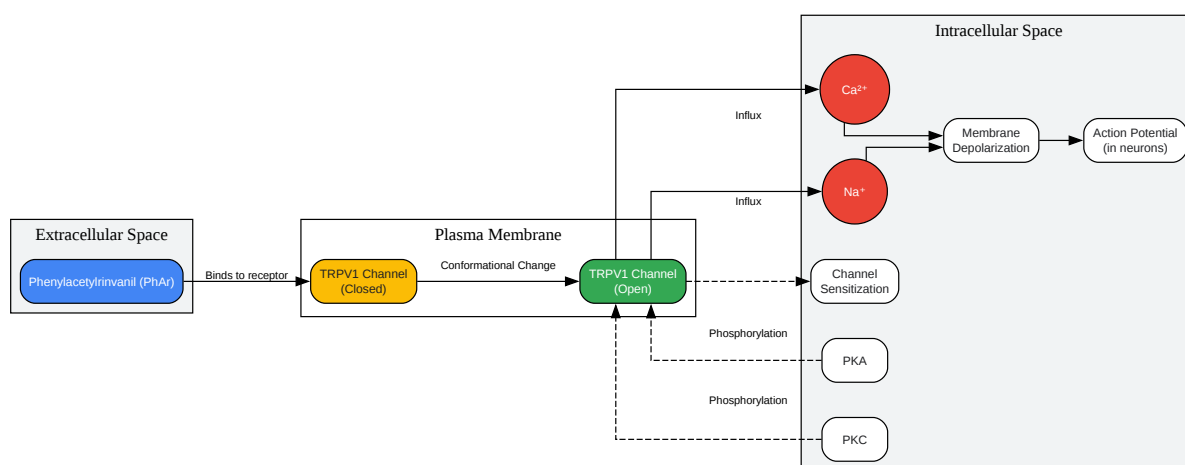 Intracellular Space
Ca²⁺
Influx
Membrane
Depolarization
Action Potential
(in neurons)
Na⁺
Influx
Extracellular Space
Phenylacetylrinvanil (PhAr)
Binds to receptor
Plasma Membrane
TRPV1 Channel
(Closed)
Conformational Change
TRPV1 Channel
(Open)
Channel
Sensitization
Phosphorylation
PKA
Phosphorylation
PKC